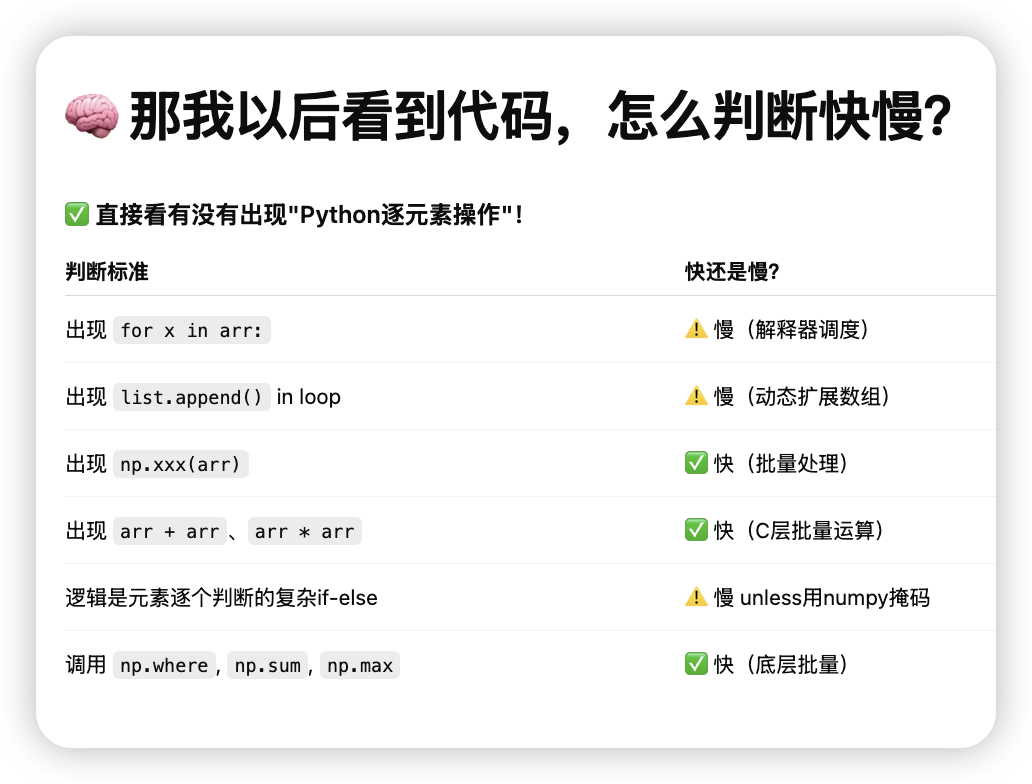 🧠 那我以后看到代码，怎么判断快慢?
✅ 直接看有没有出现"Python逐元素操作"！
判断标准 快还是慢?
出现 for x in arr: ⚠️ 慢（解释器调度）
出现 list.append() in loop ⚠️ 慢（动态扩展数组）
出现 np.xxx(arr) ✅ 快（批量处理）
出现 arr + arr、arr * arr ✅ 快（C层批量运算）
逻辑是元素逐个判断的复杂if-else ⚠️ 慢 unless用numpy掩码
调用 np.where, np.sum, np.max ✅ 快（底层批量）